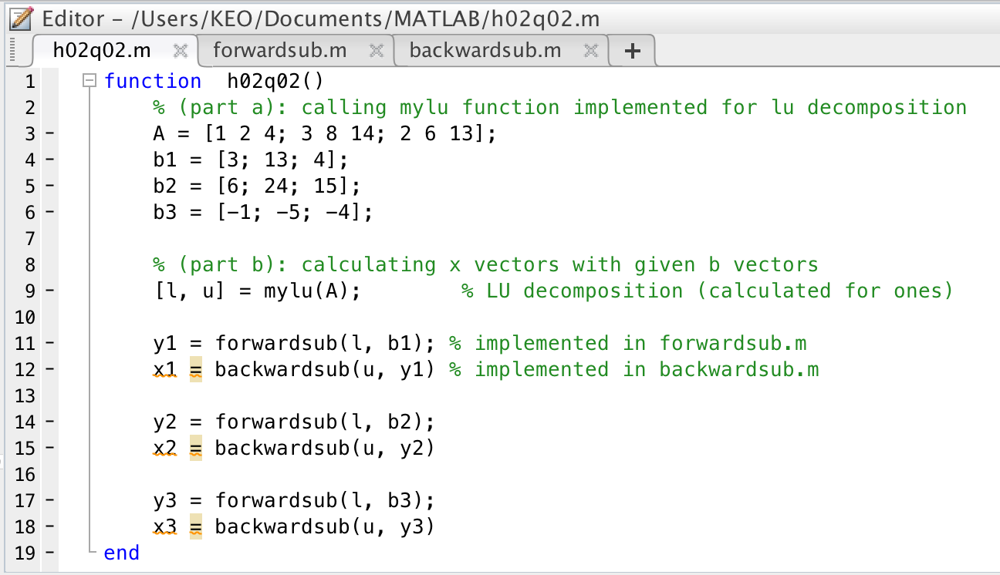 Editor – /Users/KEO/Documents/MATLAB/h02q02.m
h02q02.m forwardsub.m backwardsub.m +
1 function h02q02()
2 % (part a): calling mylu function implemented for lu decomposition
3 – A = [1 2 4; 3 8 14; 2 6 13];
4 – b1 = [3; 13; 4];
5 – b2 = [6; 24; 15];
6 – b3 = [–1; –5; –4];
7
8 % (part b): calculating x vectors with given b vectors
9 – [l, u] = mylu(A); % LU decomposition (calculated for ones)
10
11 – y1 = forwardsub(l, b1); % implemented in forwardsub.m
12 – x1 = backwardsub(u, y1) % implemented in backwardsub.m
13
14 – y2 = forwardsub(l, b2);
15 – x2 = backwardsub(u, y2)
16
17 – y3 = forwardsub(l, b3);
18 – x3 = backwardsub(u, y3)
19 – end